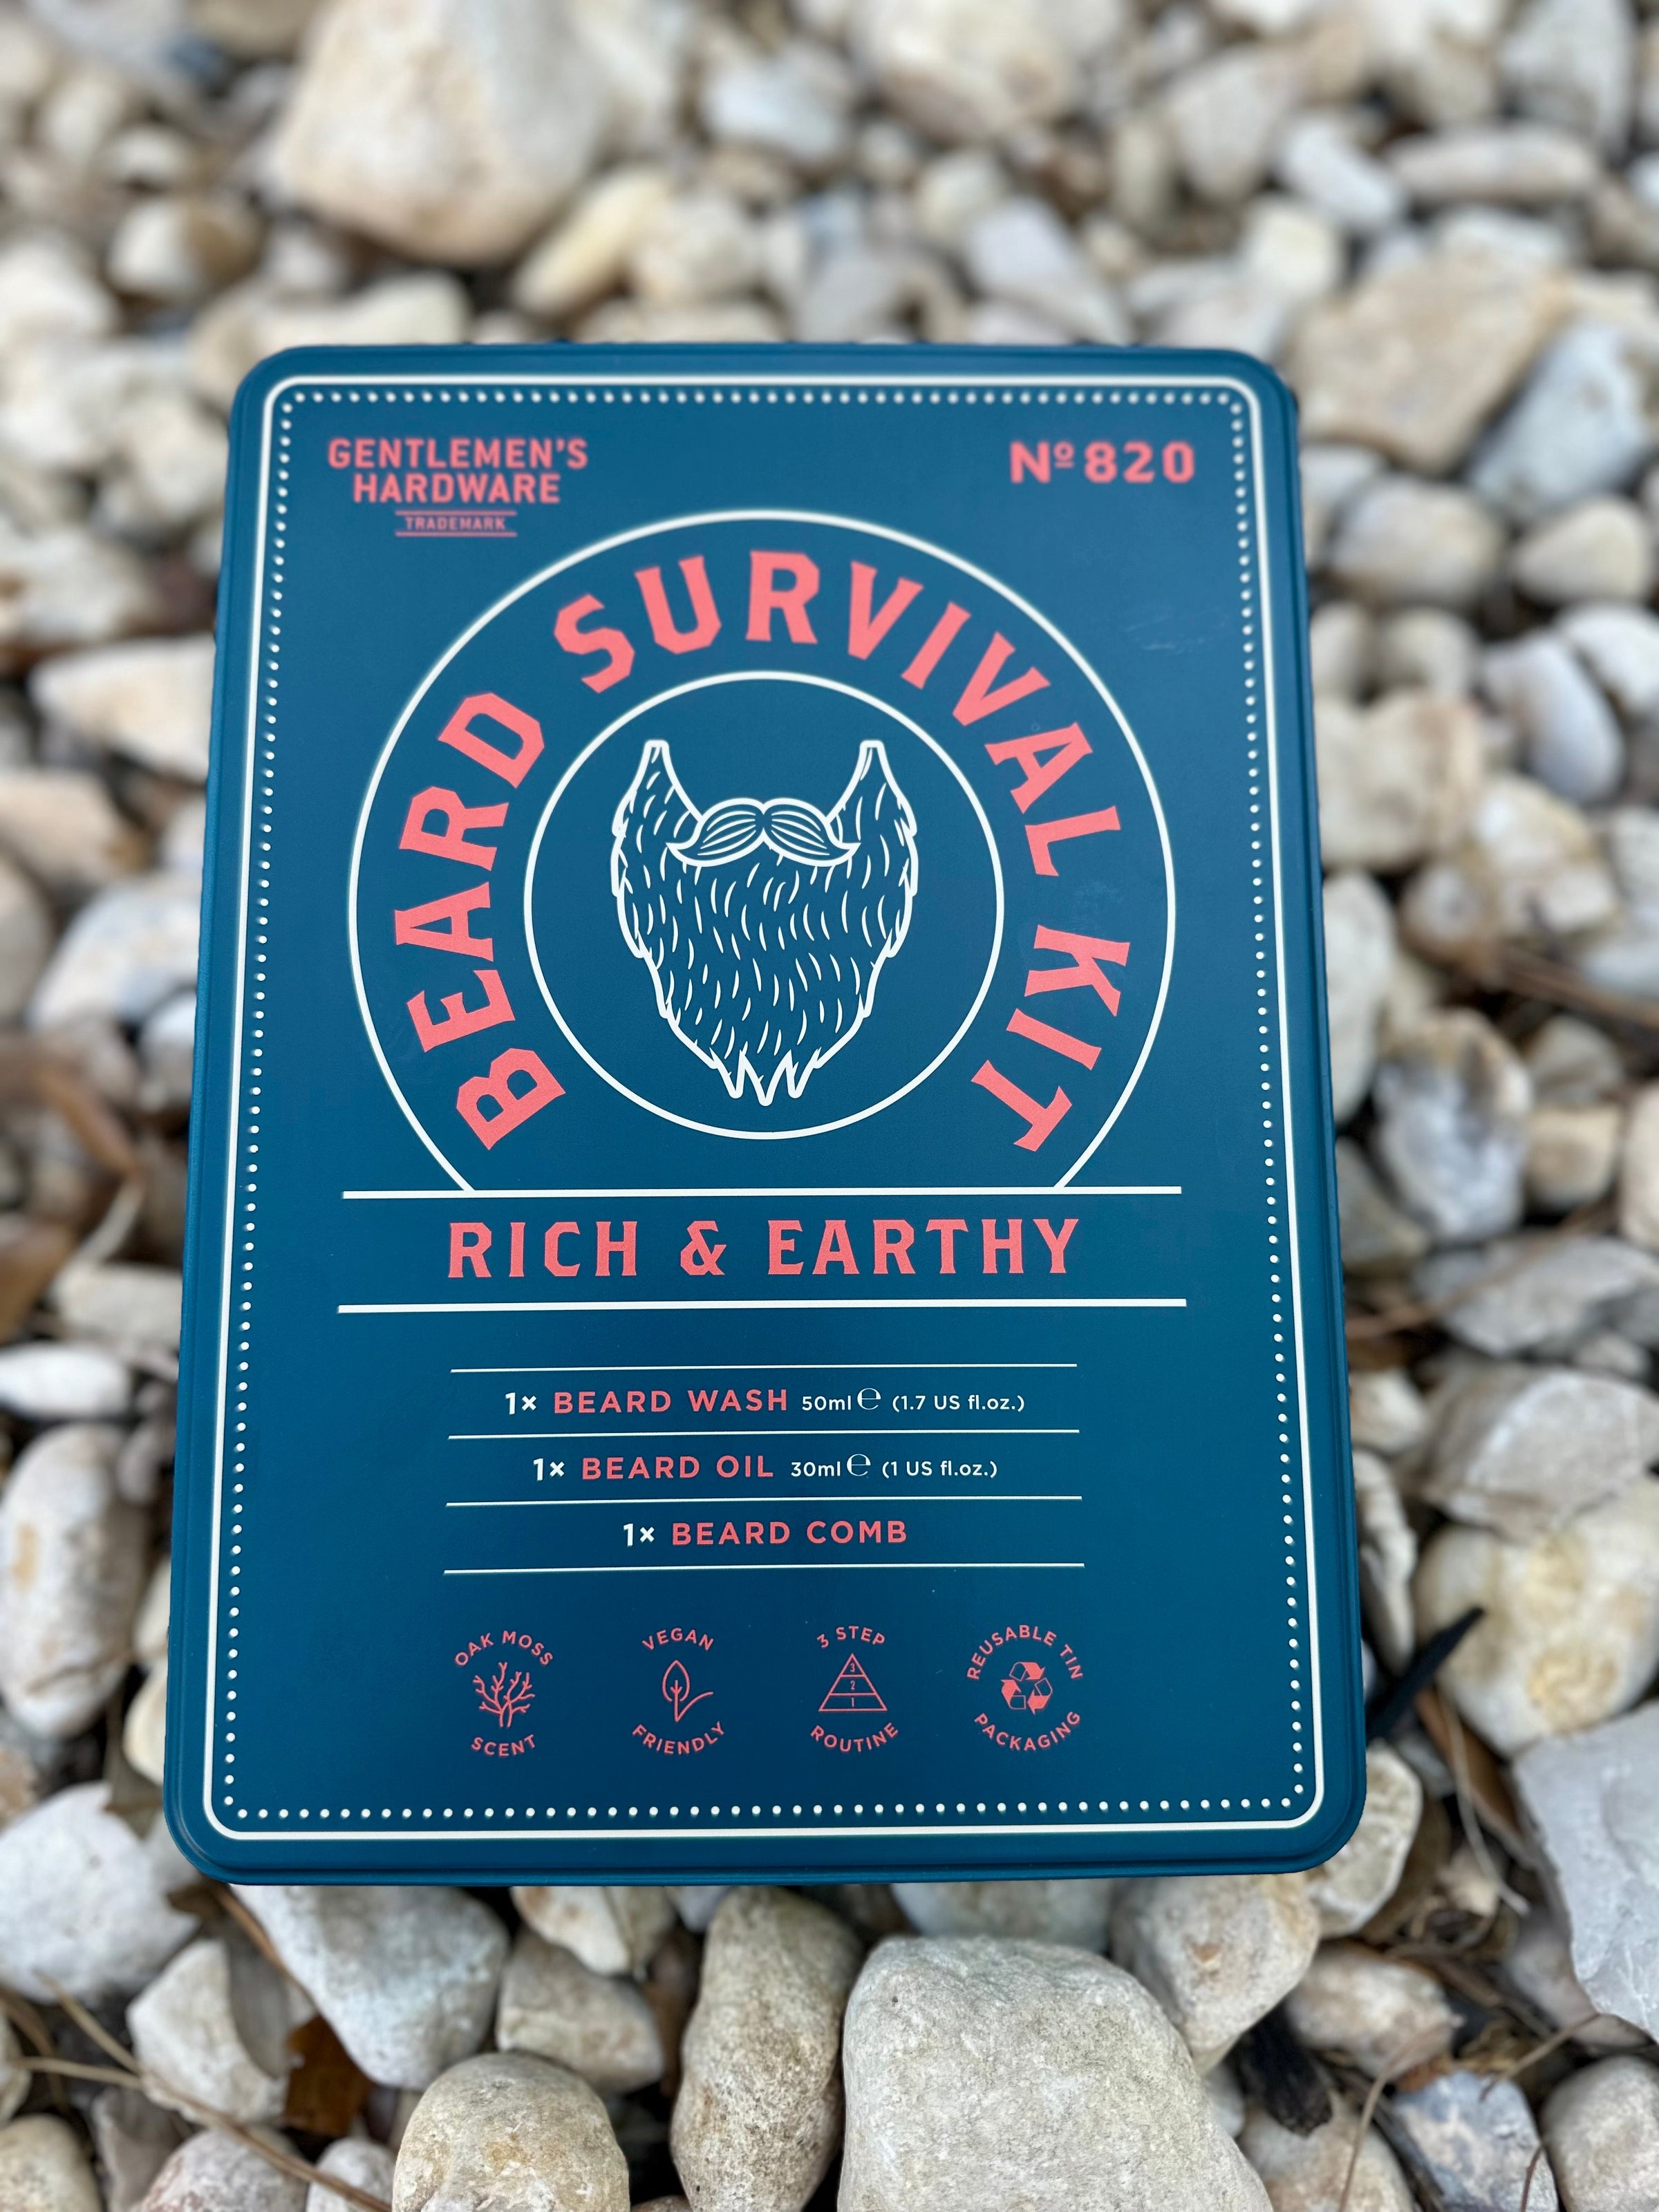 GENTLEMEN'S
HARDWARE
TRADEMARK
Nº 820
BEARD SURVIVAL KIT
RICH & EARTHY
1× BEARD WASH 50ml ℮ (1.7 US fl.oz.)
1× BEARD OIL 30ml ℮ (1 US fl.oz.)
1× BEARD COMB
OAK MOSS
SCENT
VEGAN
FRIENDLY
3 STEP
3
2
1
ROUTINE
REUSABLE TIN
PACKAGING